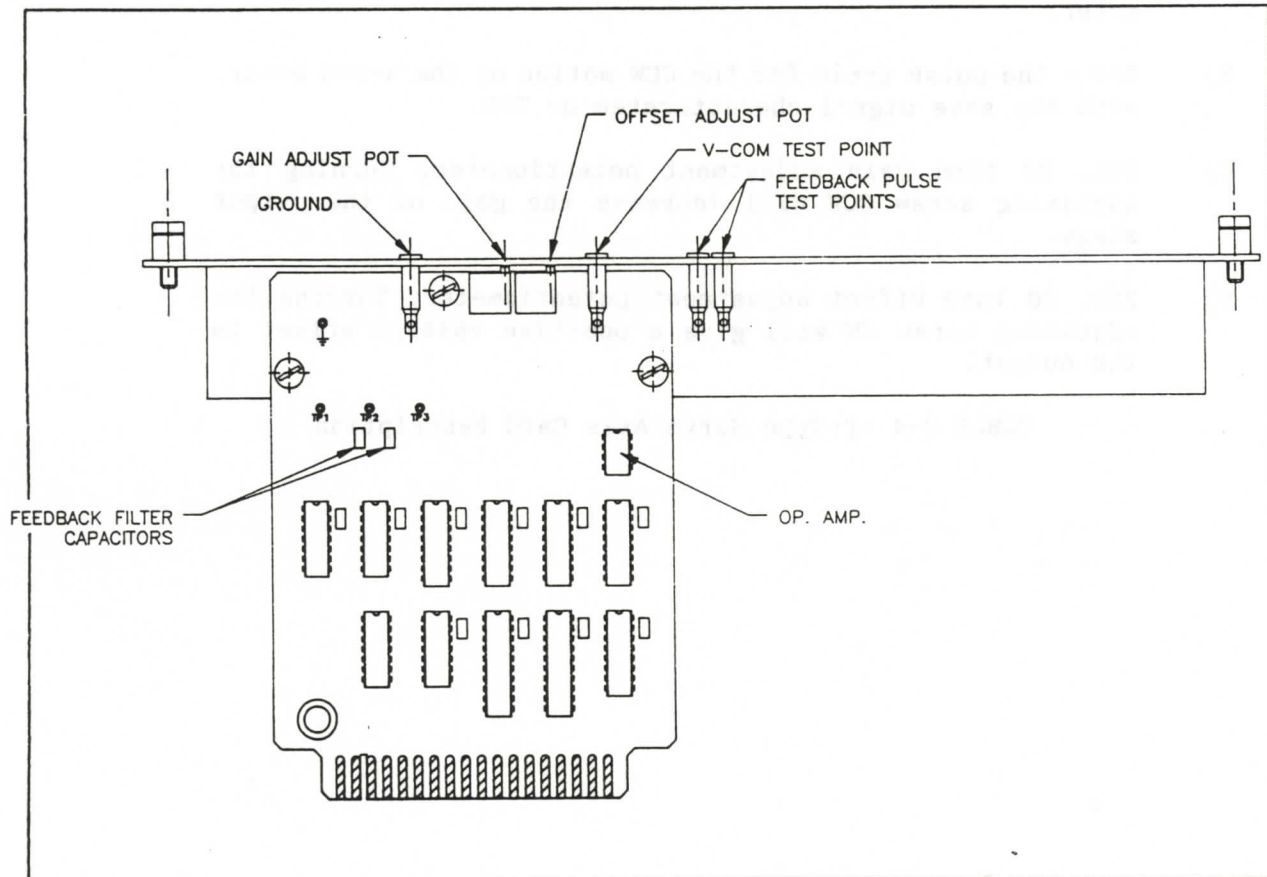 OFFSET ADJUST POT
GAIN ADJUST POT
V-COM TEST POINT
GROUND
FEEDBACK PULSE
TEST POINTS
TP1 TP2 TP3
FEEDBACK FILTER
CAPACITORS
OP. AMP.